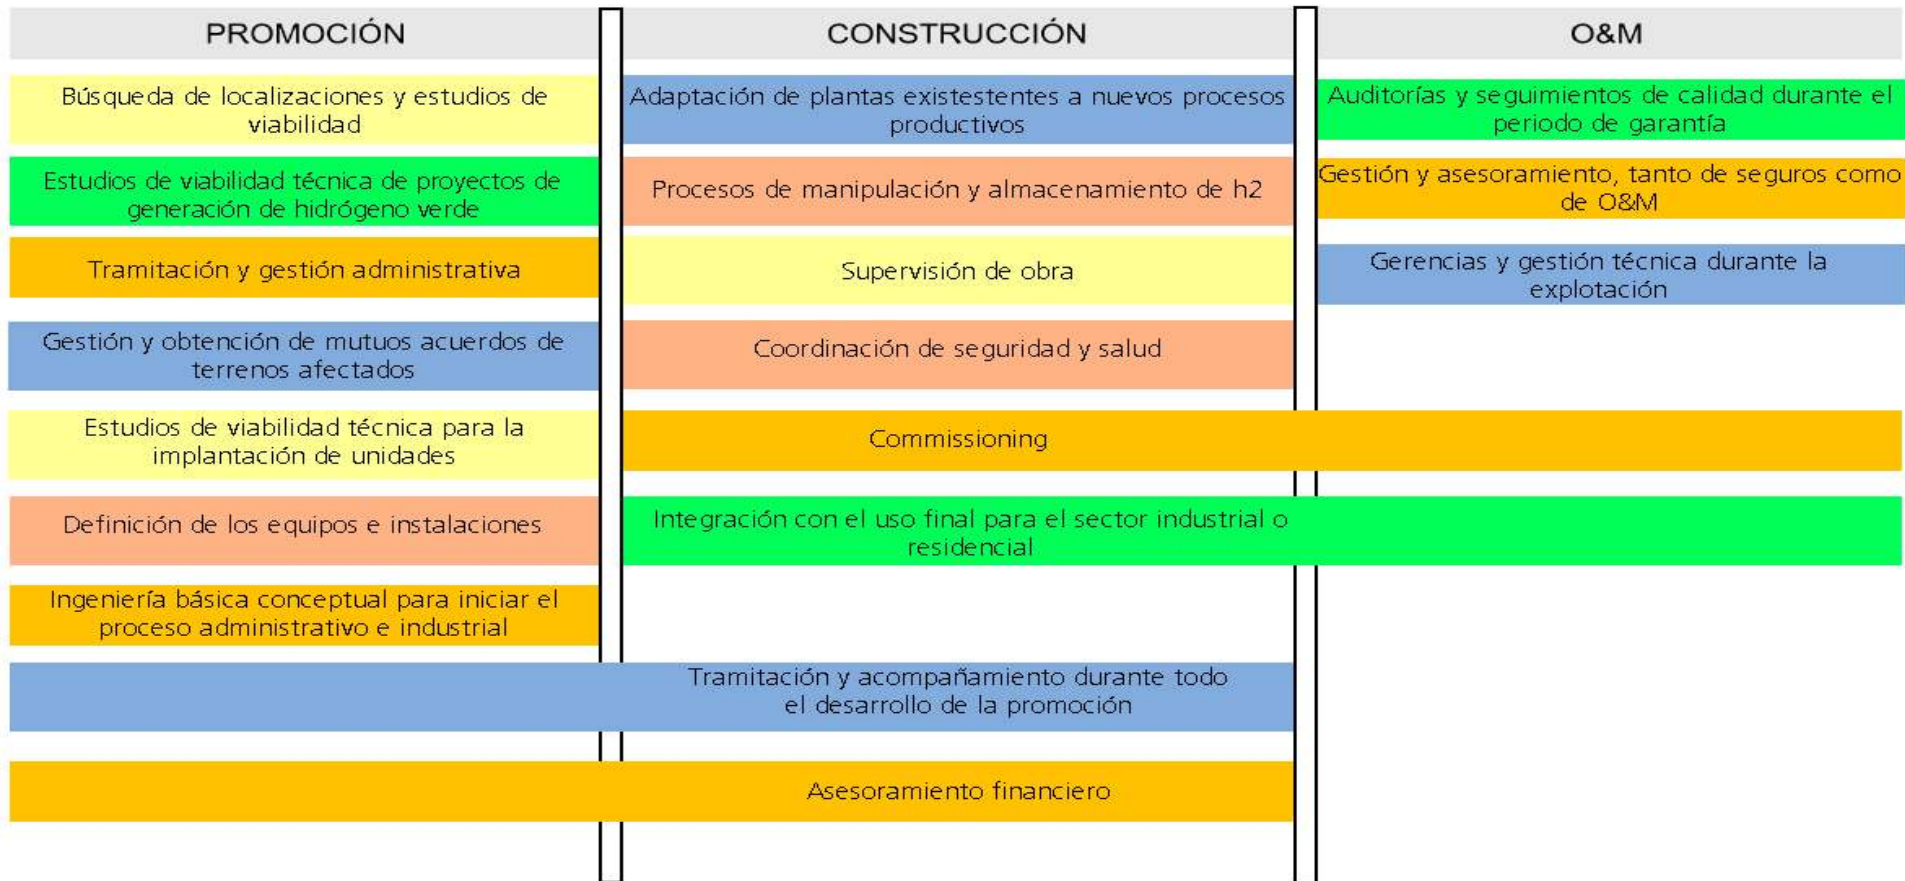 PROMOCIÓN
Búsqueda de localizaciones y estudios de
viabilidad
Estudios de viabilidad técnica de proyectos de
generación de hidrógeno verde
Tramitación y gestión administrativa
Gestión y obtención de mutuos acuerdos de
terrenos afectados
Estudios de viabilidad técnica para la
implantación de unidades
Definición de los equipos e instalaciones
Ingeniería básica conceptual para iniciar el
proceso administrativo e industrial
CONSTRUCCIÓN
Adaptación de plantas existestentes a nuevos procesos
productivos
Procesos de manipulación y almacenamiento de h2
Supervisión de obra
Coordinación de seguridad y salud
Commissioning
Integración con el uso final para el sector industrial o
residencial
Tramitación y acompañamiento durante todo
el desarrollo de la promoción
Asesoramiento financiero
O&M
Auditorías y seguimientos de calidad durante el
periodo de garantía
Gestión y asesoramiento, tanto de seguros como
de O&M
Gerencias y gestión técnica durante la
explotación